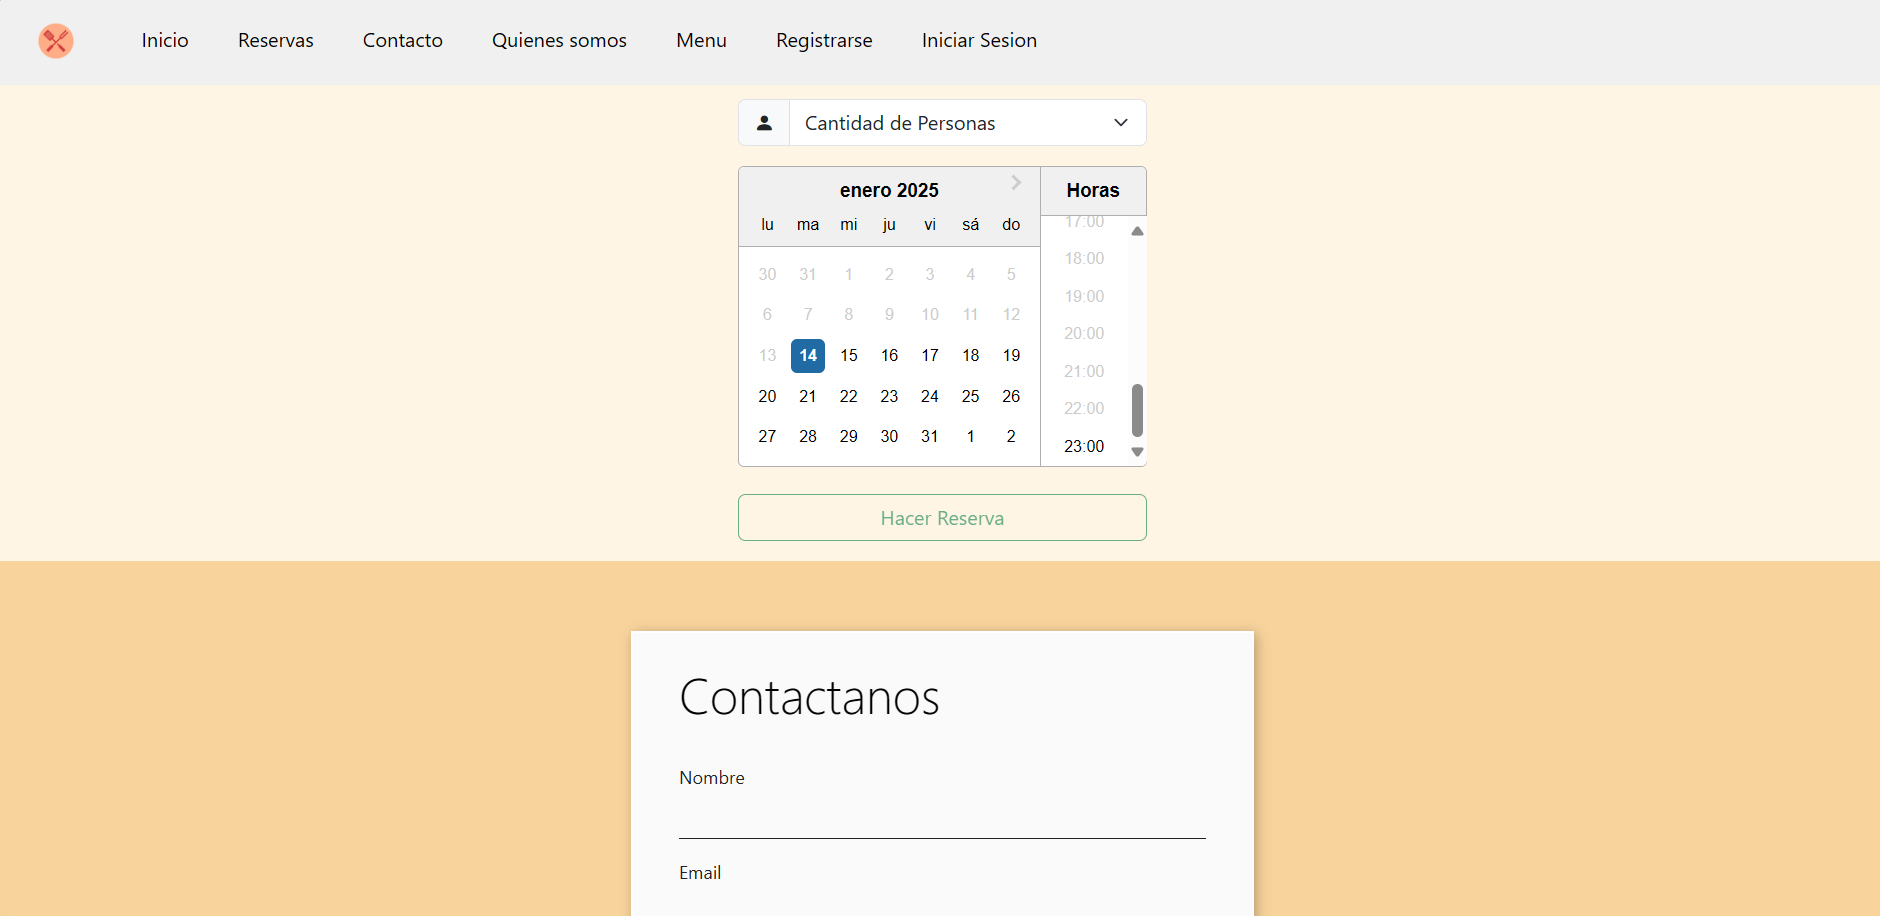 Inicio Reservas Contacto Quienes somos Menu Registrarse Iniciar Sesion
Cantidad de Personas
enero 2025
lu ma mi ju vi sá do
30 31 1 2 3 4 5
6 7 8 9 10 11 12
13 14 15 16 17 18 19
20 21 22 23 24 25 26
27 28 29 30 31 1 2
Horas
17:00
18:00
19:00
20:00
21:00
22:00
23:00
Hacer Reserva
Contactanos
Nombre
Email